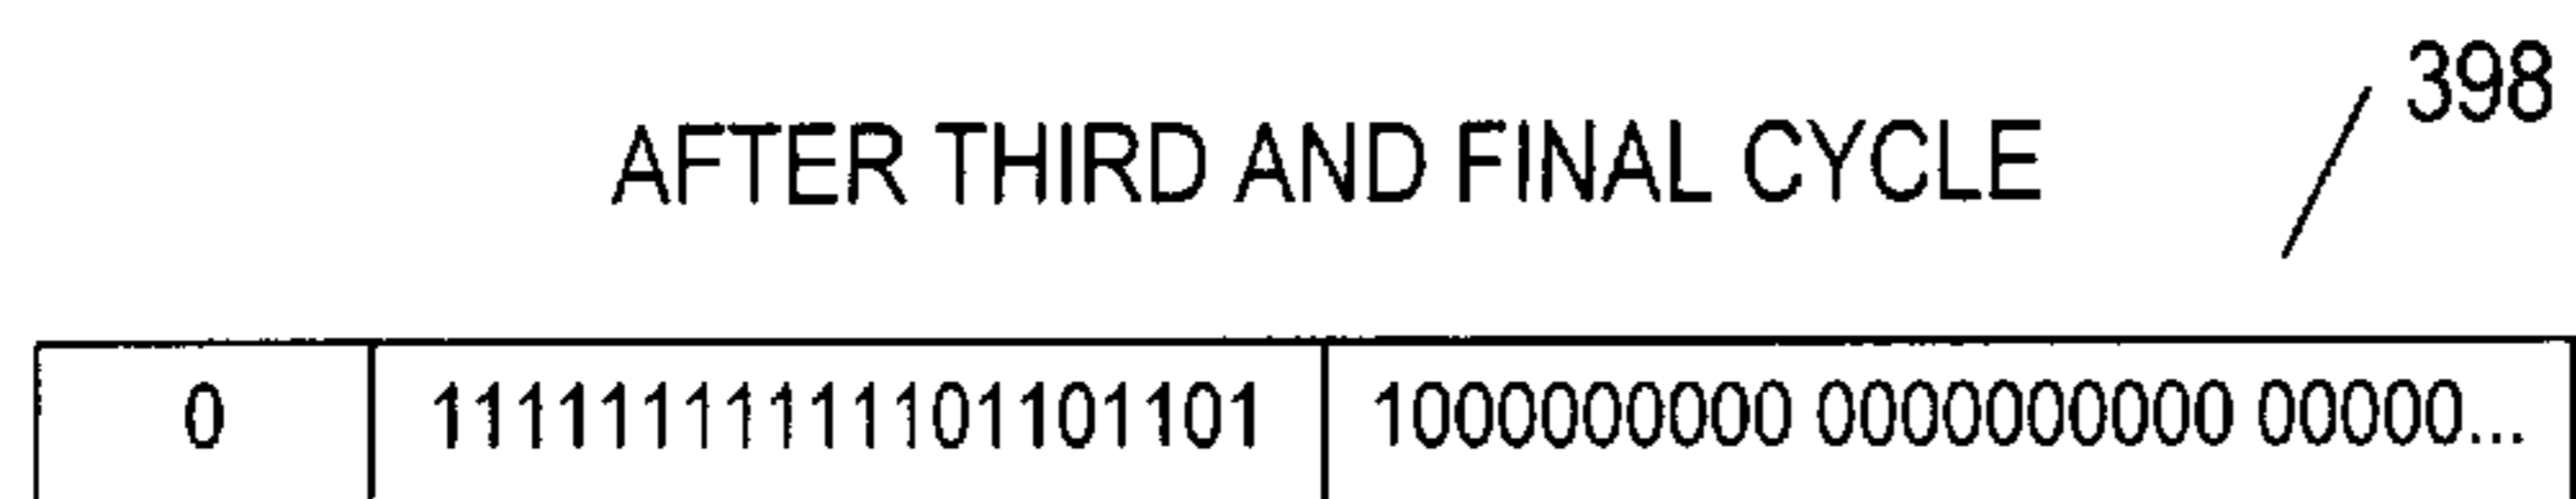 398
AFTER THIRD AND FINAL CYCLE
0 11111111111101101101 1000000000 0000000000 00000...